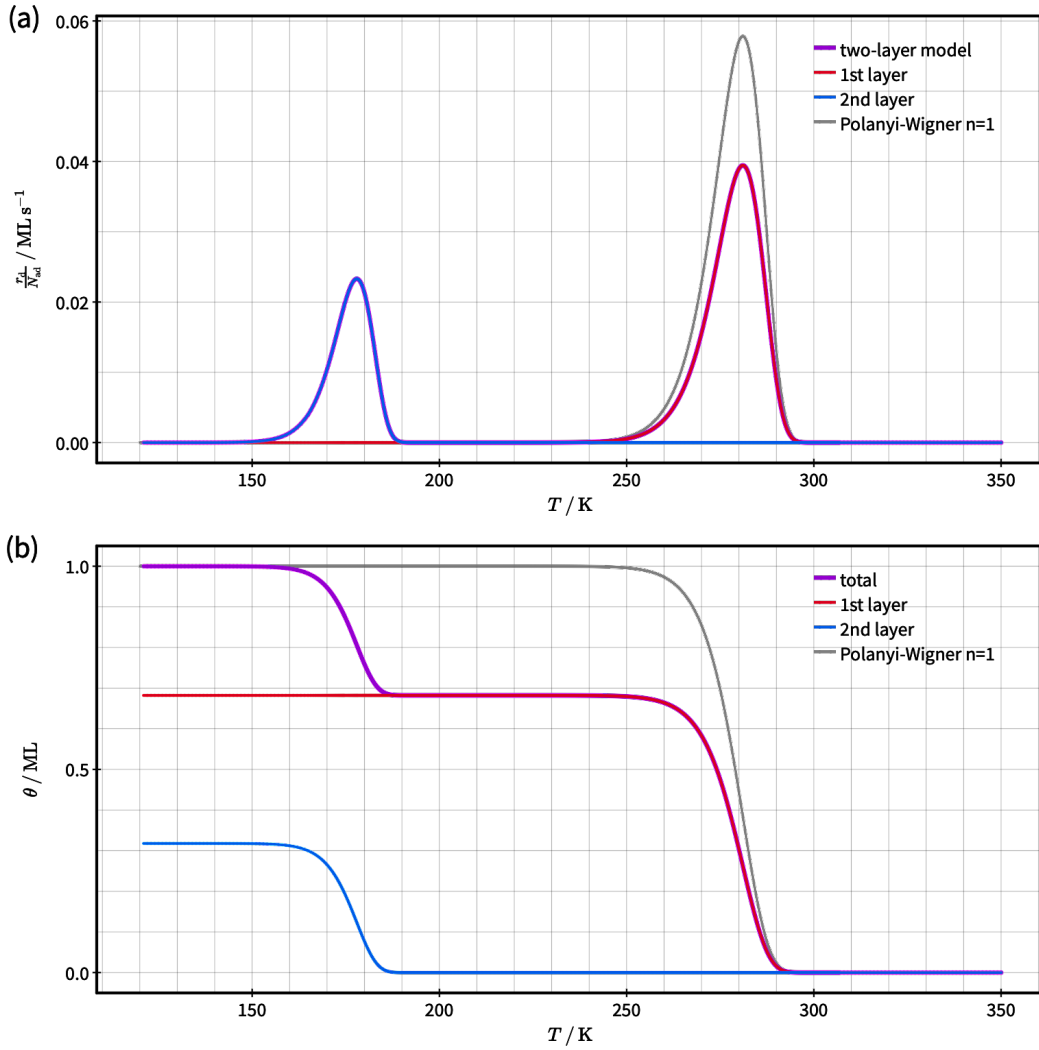 (a)
0.06
0.04
0.02
0.00
r_d/N_ad / ML s⁻¹
two-layer model
1st layer
2nd layer
Polanyi-Wigner n=1
150 200 250 300 350
T / K
(b)
1.0
0.5
0.0
θ / ML
total
1st layer
2nd layer
Polanyi-Wigner n=1
150 200 250 300 350
T / K